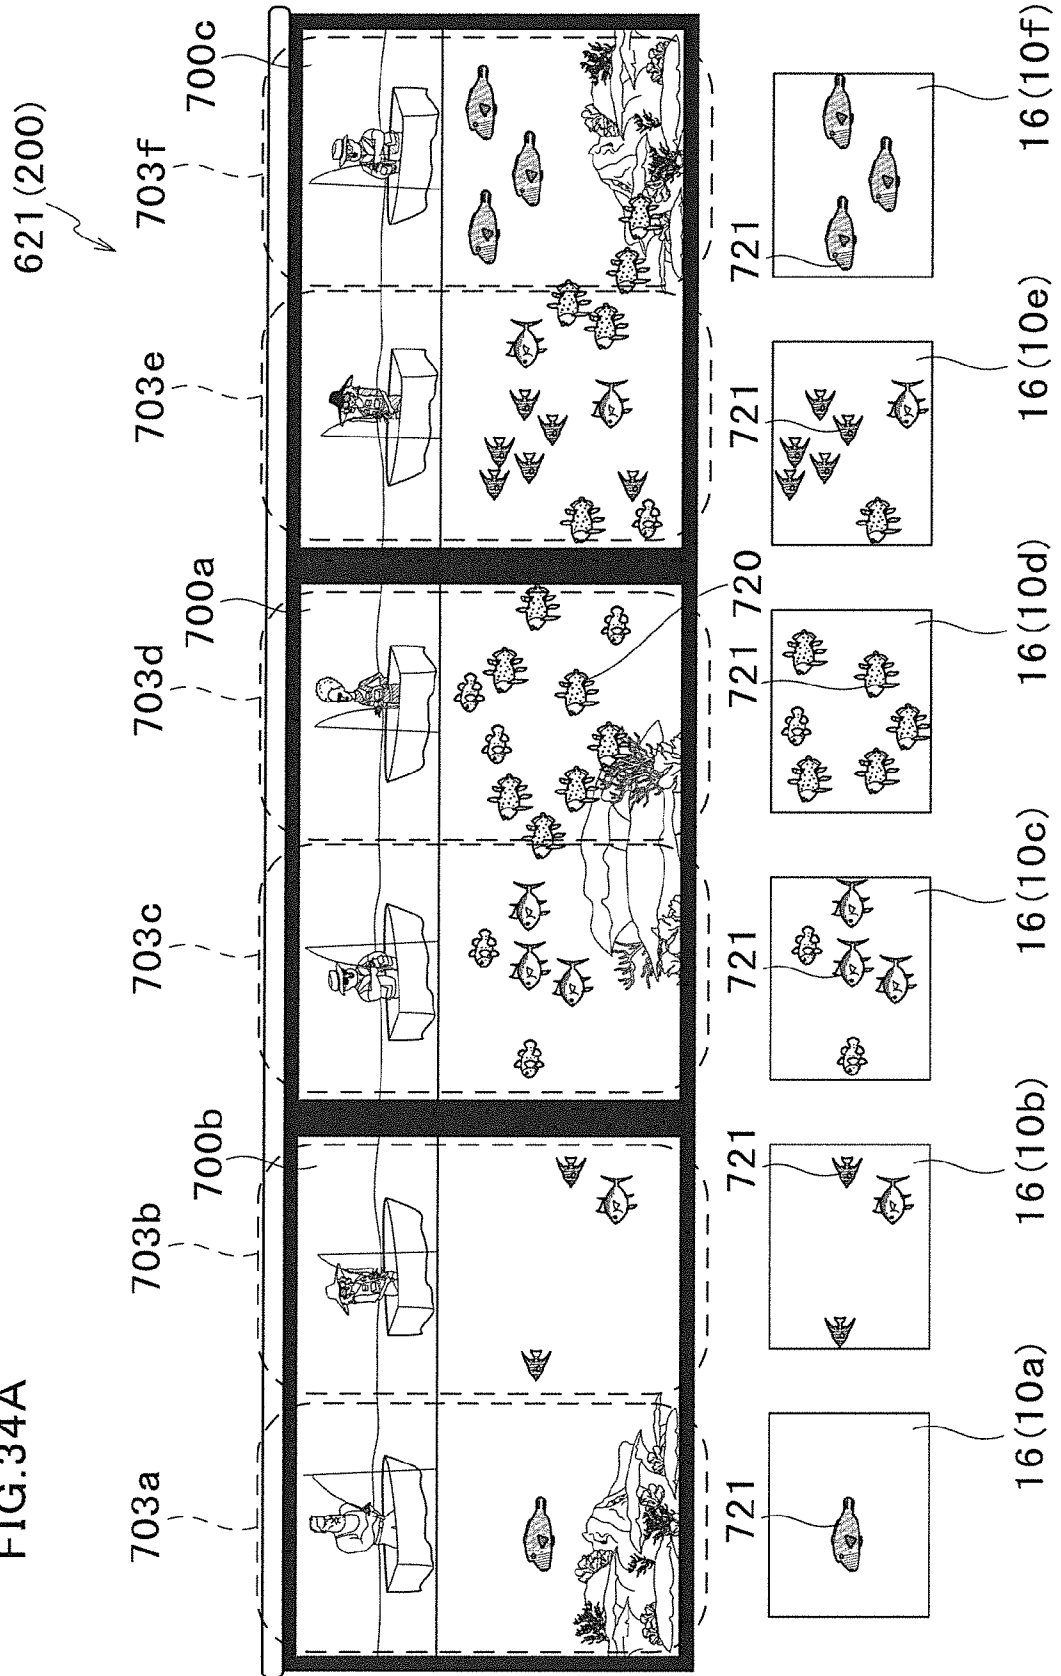 FIG.34A
621(200)
703a 703b 703c 703d 703e 703f
700b 700a 700c
720
721 721 721 721 721 721
16(10a) 16(10b) 16(10c) 16(10d) 16(10e) 16(10f)